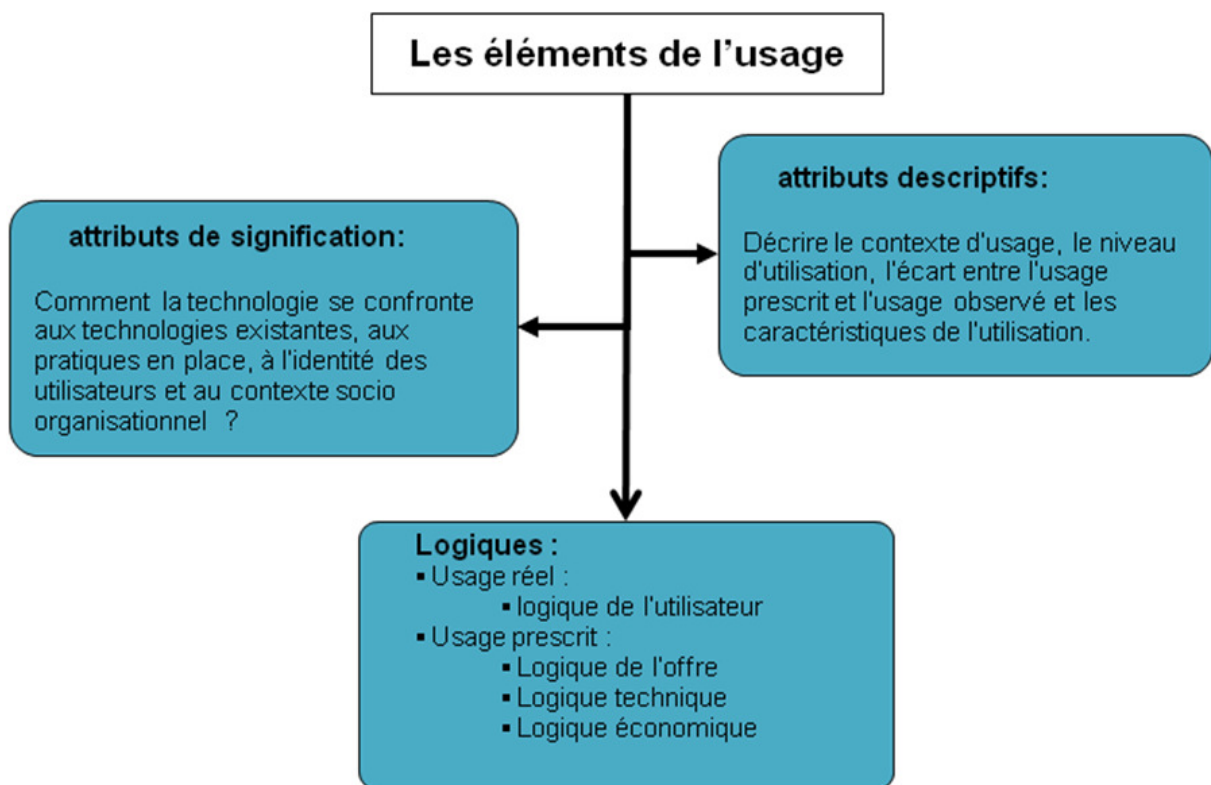 Les éléments de l'usage
attributs descriptifs:
Décrire le contexte d'usage, le niveau
d'utilisation, l'écart entre l'usage
prescrit et l'usage observé et les
caractéristiques de l'utilisation.
attributs de signification:
Comment la technologie se confronte
aux technologies existantes, aux
pratiques en place, à l'identité des
utilisateurs et au contexte socio
organisationnel ?
Logiques :
▪ Usage réel :
▪ logique de l'utilisateur
▪ Usage prescrit :
▪ Logique de l'offre
▪ Logique technique
▪ Logique économique